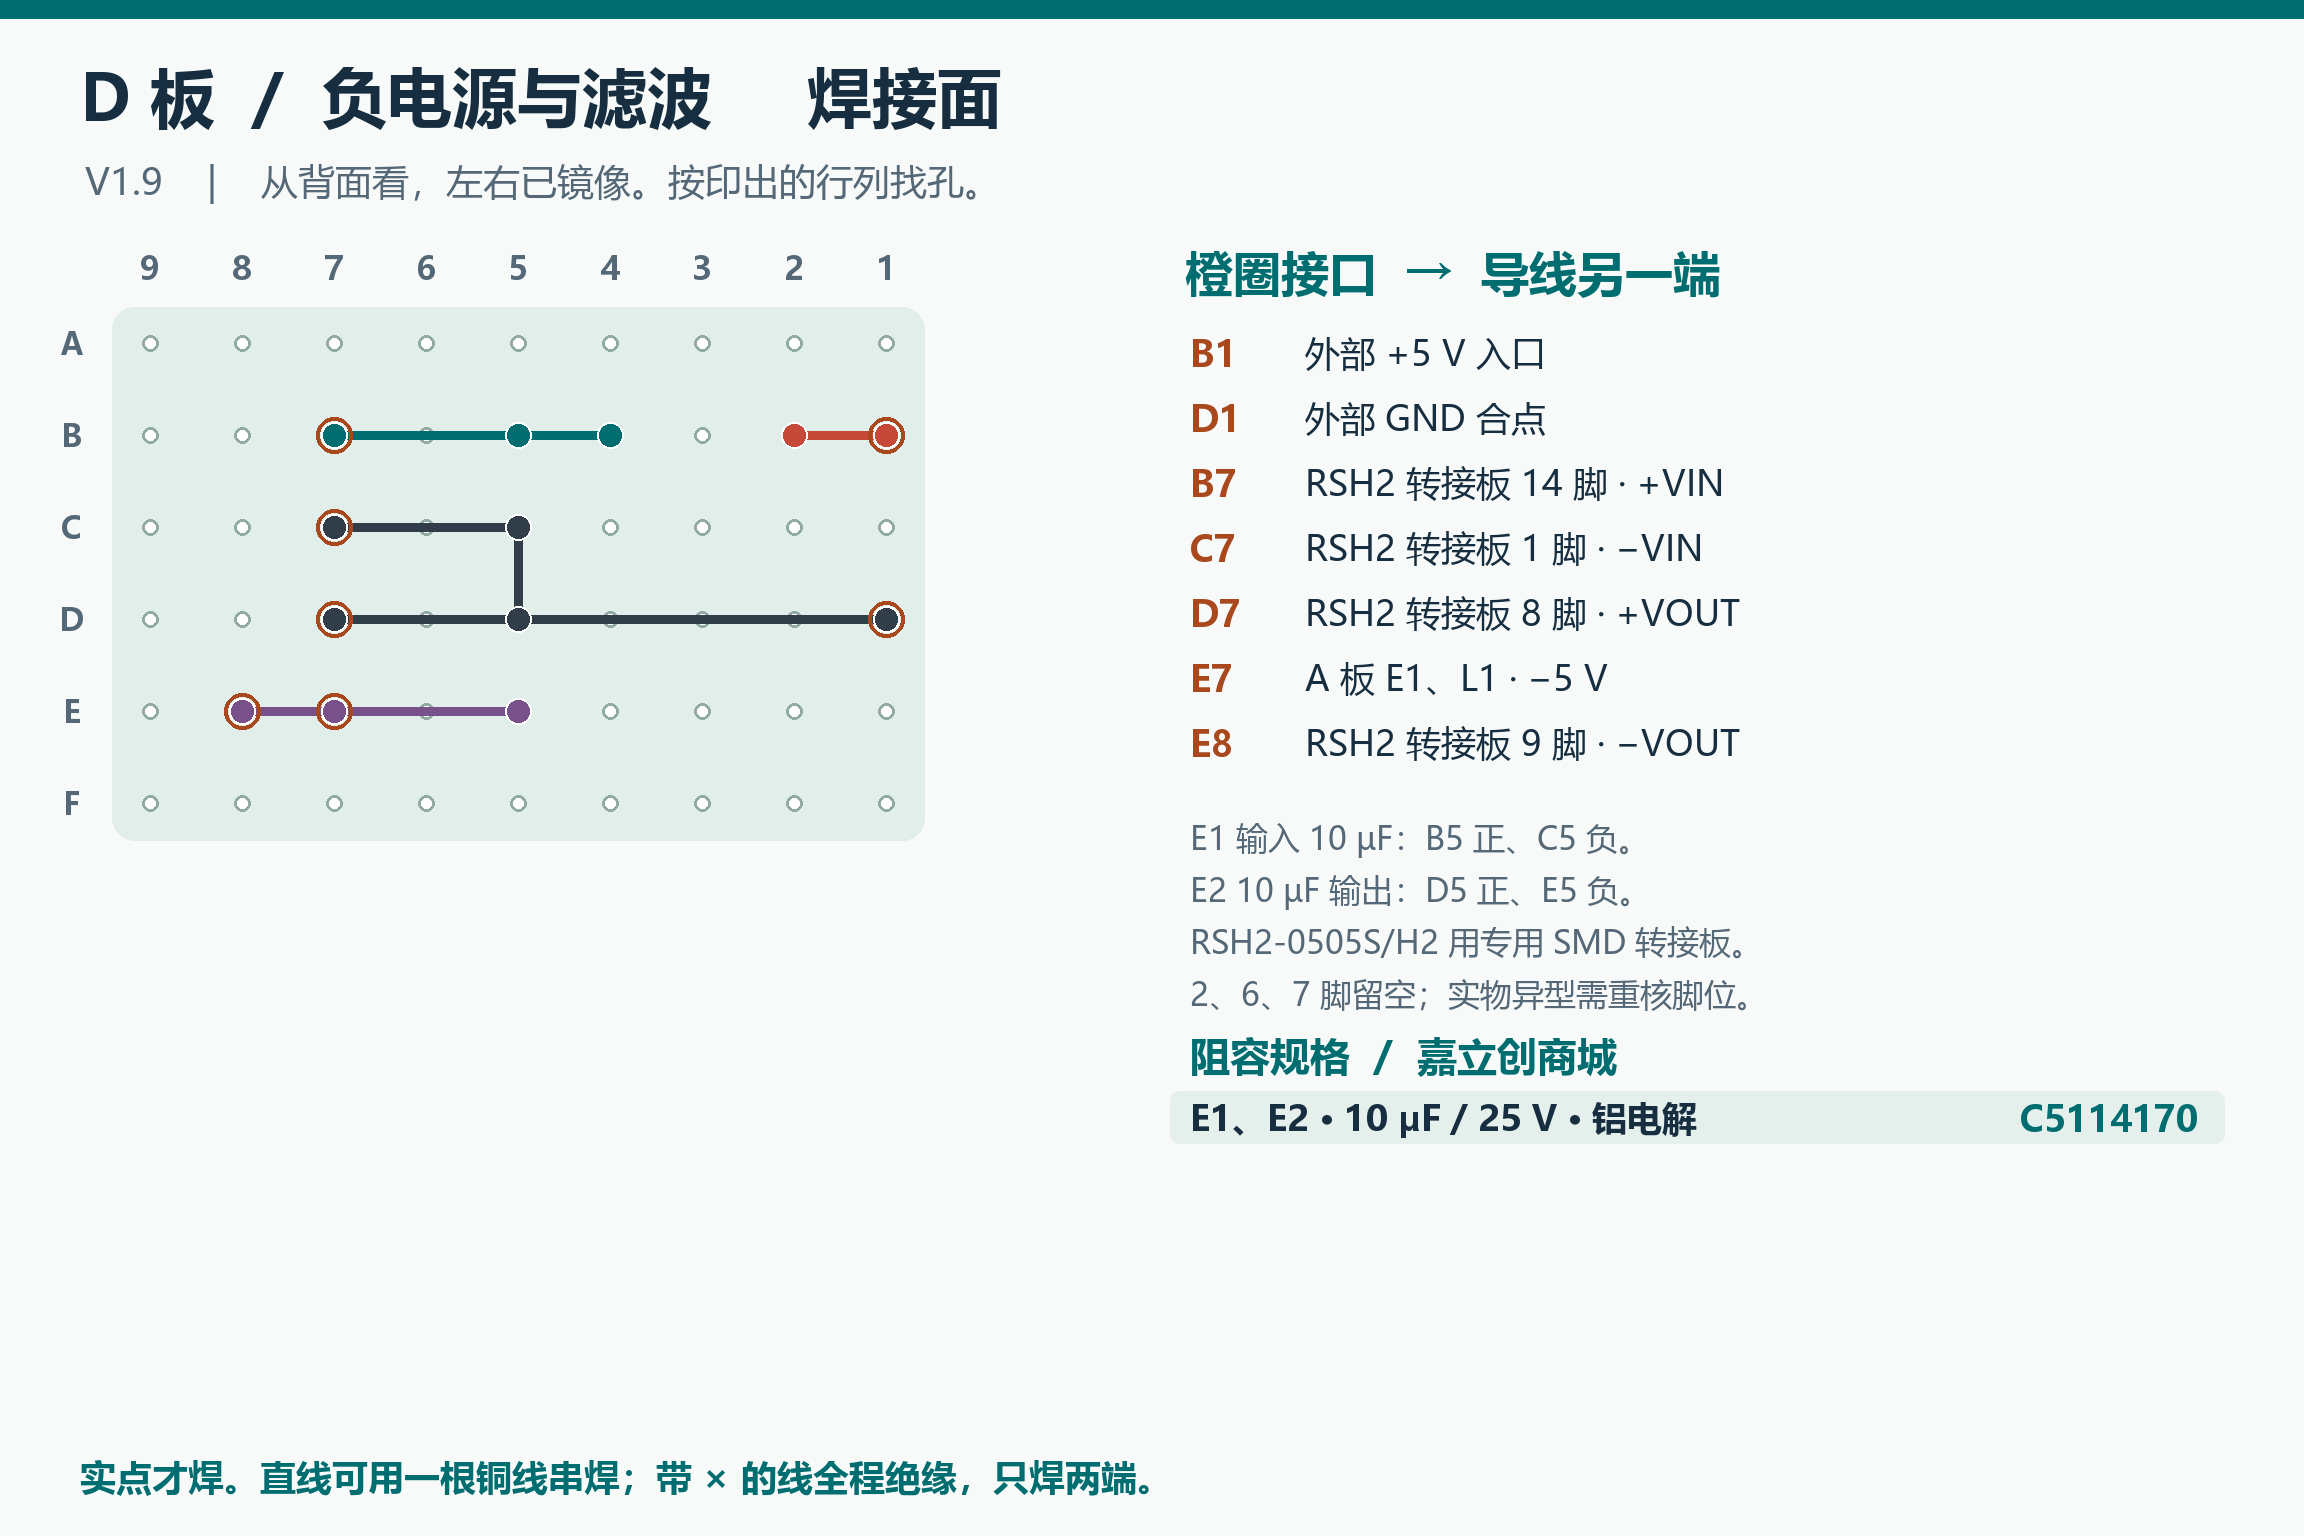 D 板 / 负电源与滤波 焊接面
V1.9 | 从背面看，左右已镜像。按印出的行列找孔。
9 8 7 6 5 4 3 2 1
A
B
C
D
E
F
橙圈接口 → 导线另一端
B1 外部 +5 V 入口
D1 外部 GND 合点
B7 RSH2 转接板 14 脚 · +VIN
C7 RSH2 转接板 1 脚 · −VIN
D7 RSH2 转接板 8 脚 · +VOUT
E7 A 板 E1、L1 · −5 V
E8 RSH2 转接板 9 脚 · −VOUT
E1 输入 10 µF：B5 正、C5 负。
E2 10 µF 输出：D5 正、E5 负。
RSH2-0505S/H2 用专用 SMD 转接板。
2、6、7 脚留空；实物异型需重核脚位。
阻容规格 / 嘉立创商城
E1、E2 • 10 µF / 25 V • 铝电解 C5114170
实点才焊。直线可用一根铜线串焊；带 × 的线全程绝缘，只焊两端。